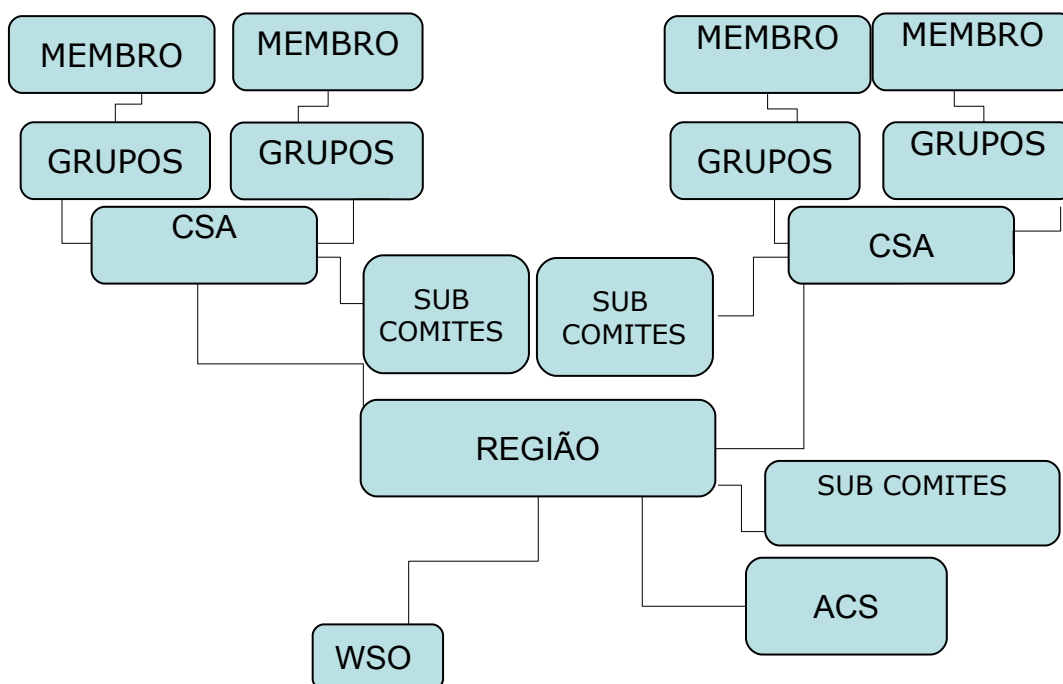 MEMBRO
MEMBRO
MEMBRO
MEMBRO
GRUPOS
GRUPOS
GRUPOS
GRUPOS
CSA
CSA
SUB
COMITES
SUB
COMITES
REGIÃO
SUB COMITES
ACS
WSO